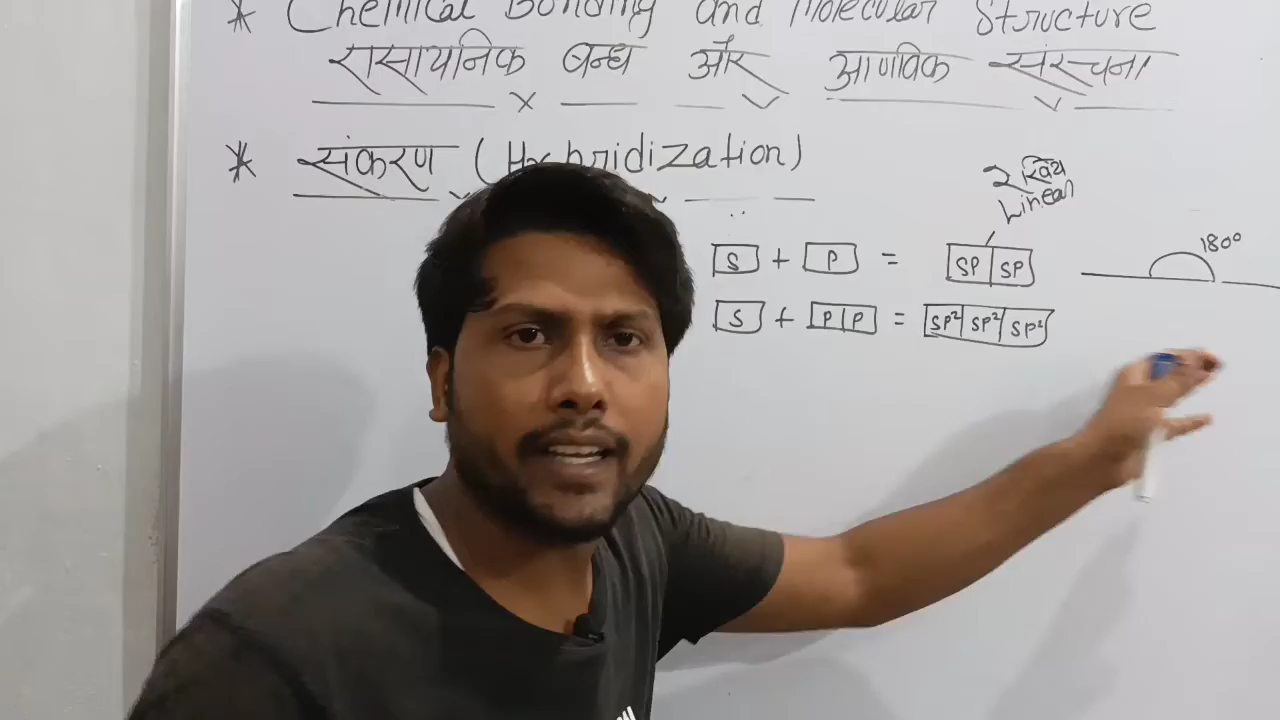 * Chemical Bonding and Molecular Structure
रासायनिक बन्ध और आणविक संरचना
* संकरण (Hybridization)
Linear
S + P = SP SP 180°
S + P P = SP² SP² SP²